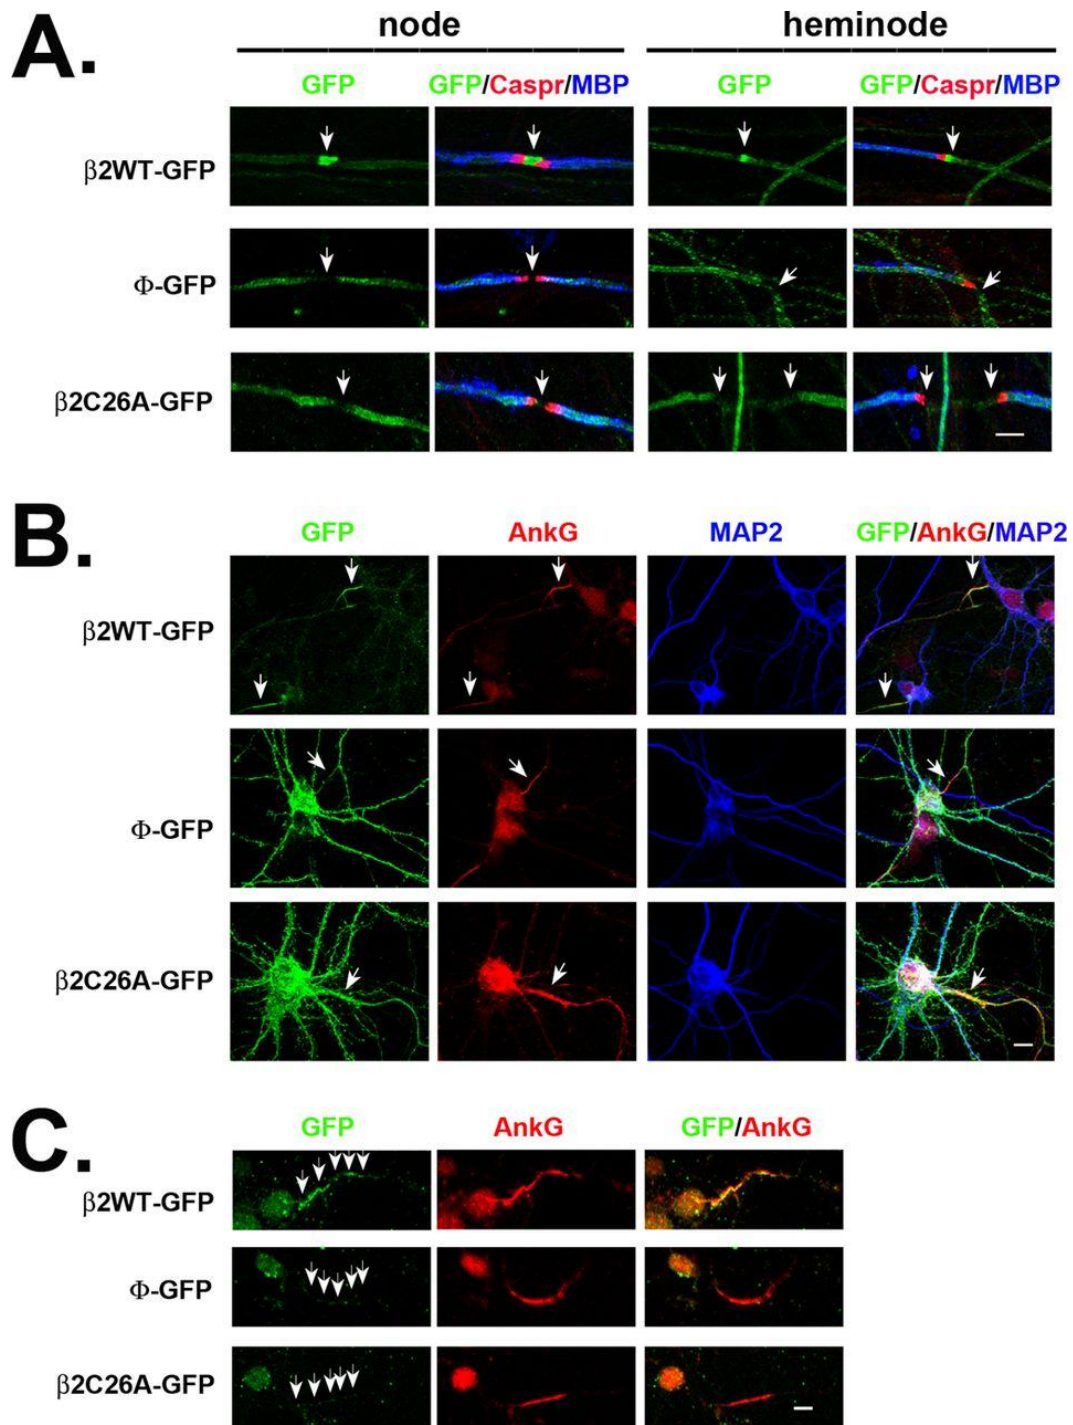 A.
node heminode
GFP GFP/Caspr/MBP GFP GFP/Caspr/MBP
β2WT-GFP
Φ-GFP
β2C26A-GFP
B.
GFP AnkG MAP2 GFP/AnkG/MAP2
β2WT-GFP
Φ-GFP
β2C26A-GFP
C.
GFP AnkG GFP/AnkG
β2WT-GFP
Φ-GFP
β2C26A-GFP